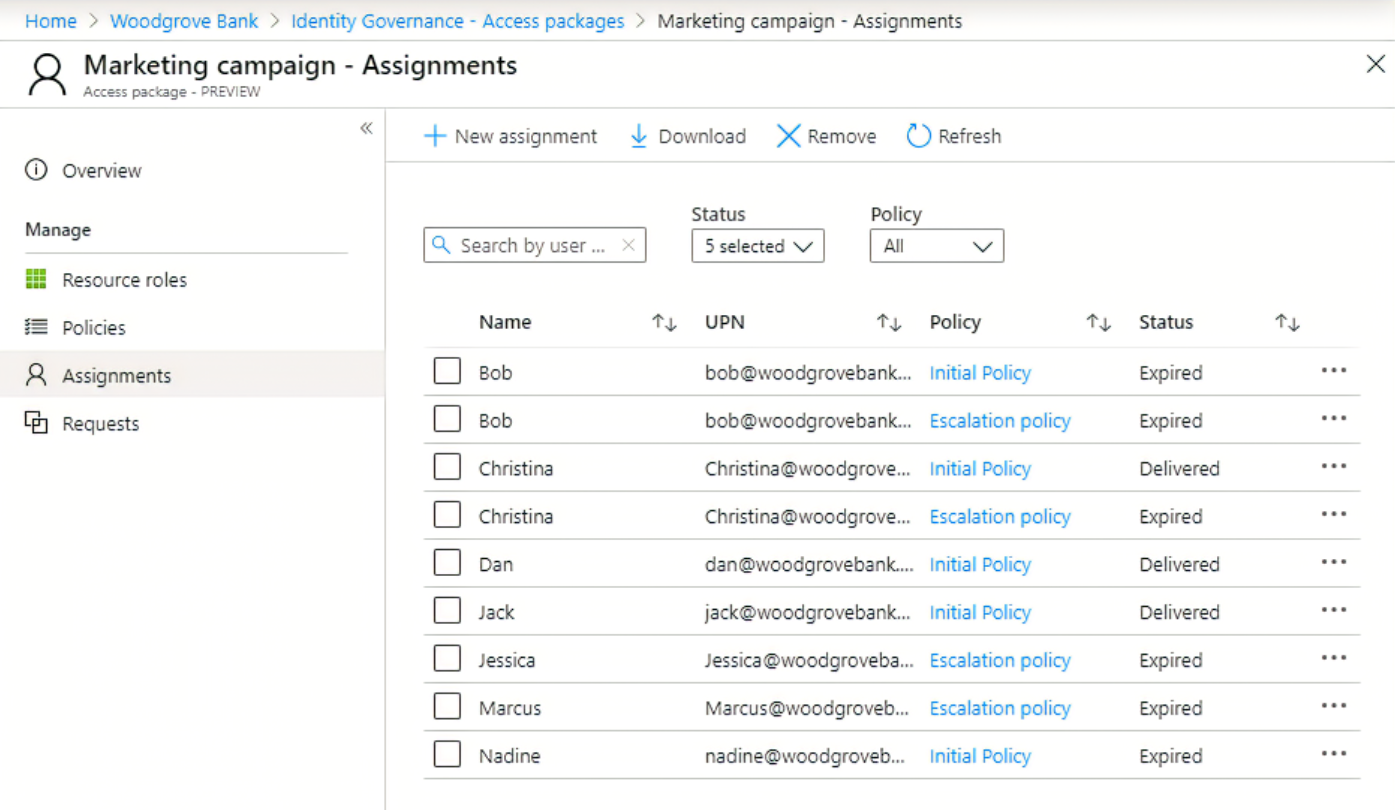 Home > Woodgrove Bank > Identity Governance - Access packages > Marketing campaign - Assignments
Marketing campaign - Assignments
Access package - PREVIEW
Overview
Manage
Resource roles
Policies
Assignments
Requests
New assignment Download Remove Refresh
Status Policy
Search by user ... 5 selected All
Name UPN Policy Status
Bob bob@woodgrovebank... Initial Policy Expired
Bob bob@woodgrovebank... Escalation policy Expired
Christina Christina@woodgrove... Initial Policy Delivered
Christina Christina@woodgrove... Escalation policy Expired
Dan dan@woodgrovebank.... Initial Policy Delivered
Jack jack@woodgrovebank... Initial Policy Delivered
Jessica Jessica@woodgroveba... Escalation policy Expired
Marcus Marcus@woodgroveb... Escalation policy Expired
Nadine nadine@woodgroveb... Initial Policy Expired